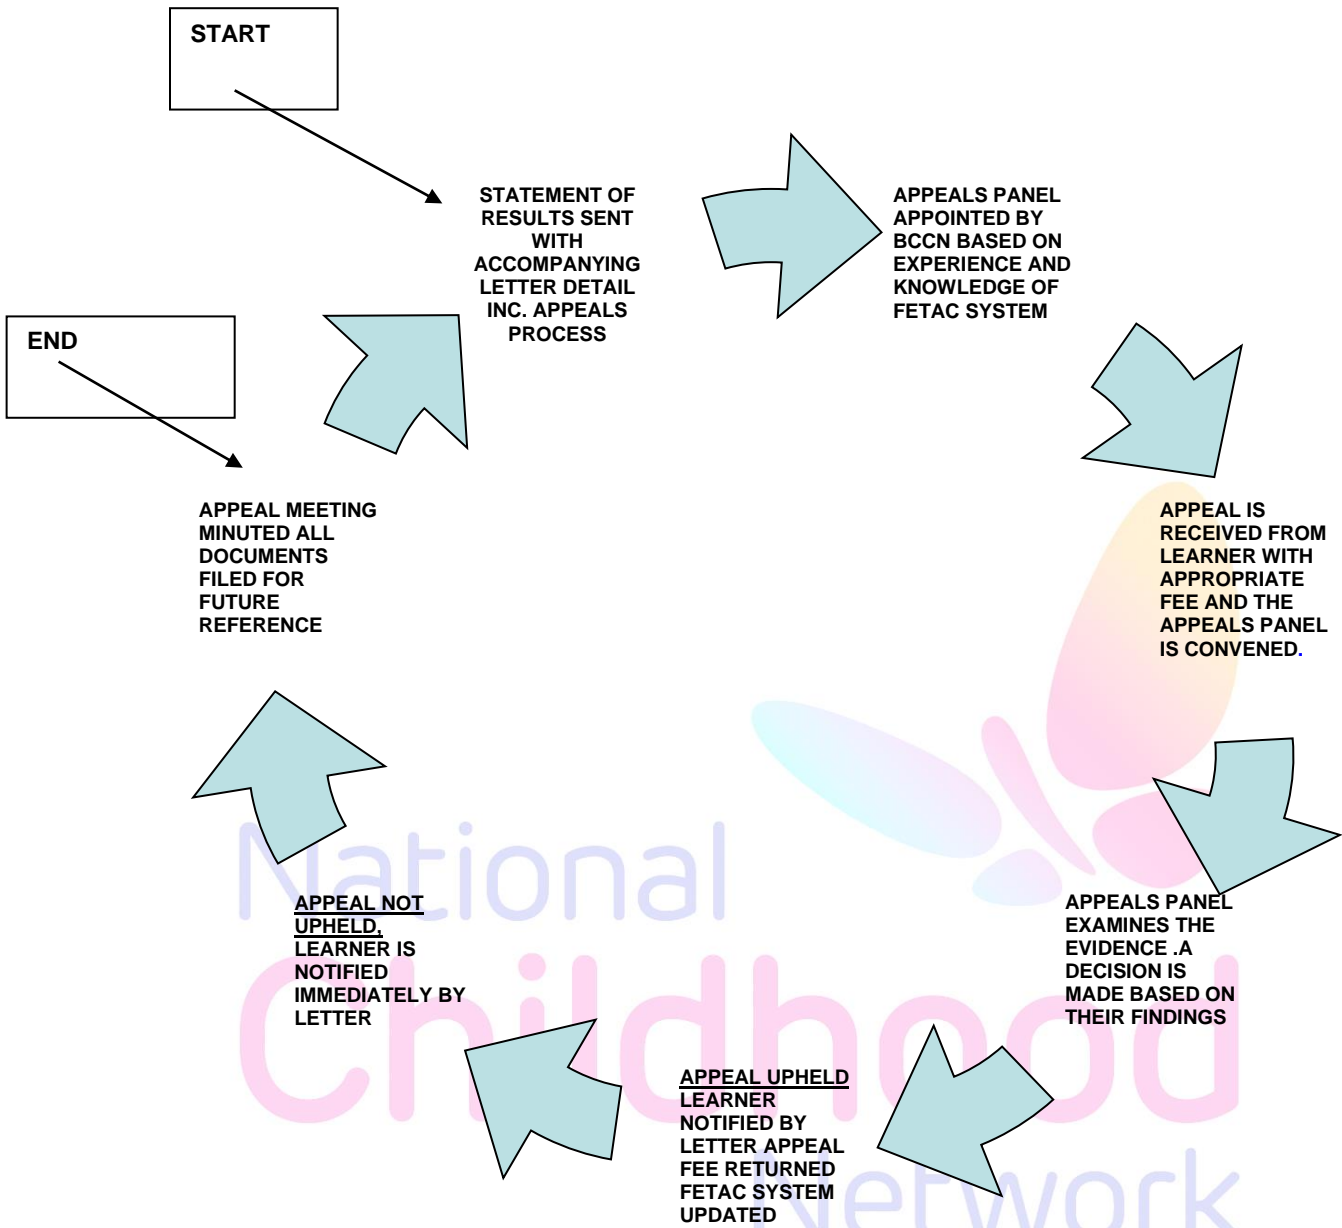 START
STATEMENT OF
RESULTS SENT
WITH
ACCOMPANYING
LETTER DETAIL
INC. APPEALS
PROCESS
APPEALS PANEL
APPOINTED BY
BCCN BASED ON
EXPERIENCE AND
KNOWLEDGE OF
FETAC SYSTEM
END
APPEAL MEETING
MINUTED ALL
DOCUMENTS
FILED FOR
FUTURE
REFERENCE
APPEAL IS
RECEIVED FROM
LEARNER WITH
APPROPRIATE
FEE AND THE
APPEALS PANEL
IS CONVENED.
APPEALS PANEL
EXAMINES THE
EVIDENCE .A
DECISION IS
MADE BASED ON
THEIR FINDINGS
APPEAL UPHELD
LEARNER
NOTIFIED BY
LETTER APPEAL
FEE RETURNED
FETAC SYSTEM
UPDATED
APPEAL NOT
UPHELD,
LEARNER IS
NOTIFIED
IMMEDIATELY BY
LETTER
National
Childhood
Network